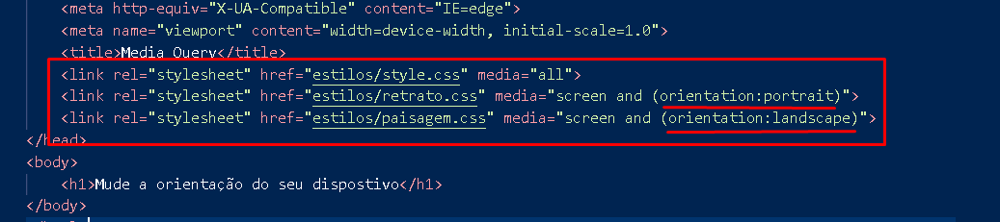 <meta http-equiv="X-UA-Compatible" content="IE=edge">
<meta name="viewport" content="width=device-width, initial-scale=1.0">
<title>Media Query</title>
<link rel="stylesheet" href="estilos/style.css" media="all">
<link rel="stylesheet" href="estilos/retrato.css" media="screen and (orientation:portrait)">
<link rel="stylesheet" href="estilos/paisagem.css" media="screen and (orientation:landscape)">
</head>
<body>
<h1>Mude a orientação do seu dispostivo</h1>
</body>